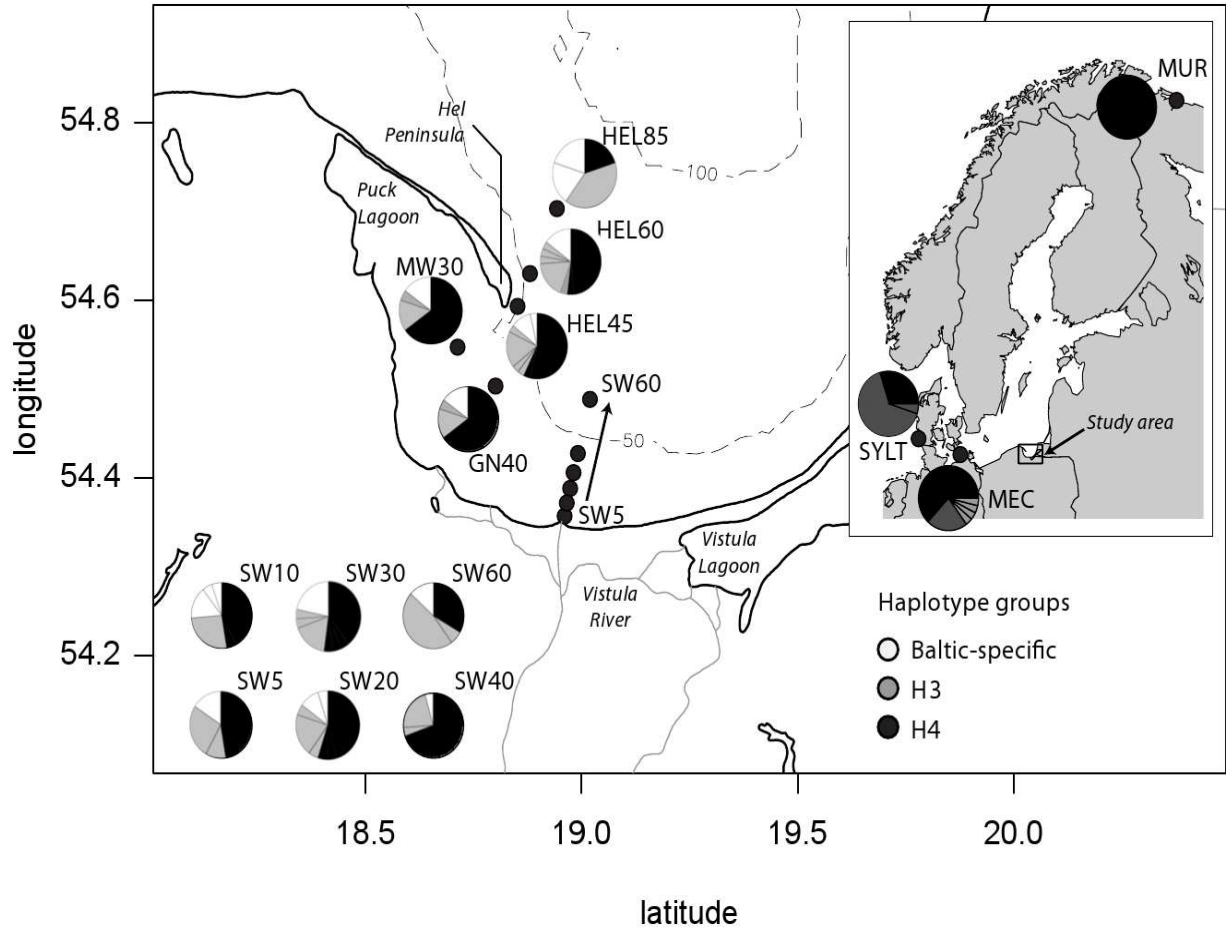 longitude
54.8
54.6
54.4
54.2
18.5
19.0
19.5
20.0
latitude
Hel
Peninsula
Puck
Lagoon
HEL85
100
HEL60
MW30
HEL45
SW60
50
GN40
SW5
Vistula
Lagoon
Vistula
River
SW10
SW30
SW60
SW5
SW20
SW40
MUR
SYLT
Study area
MEC
Haplotype groups
Baltic-specific
H3
H4